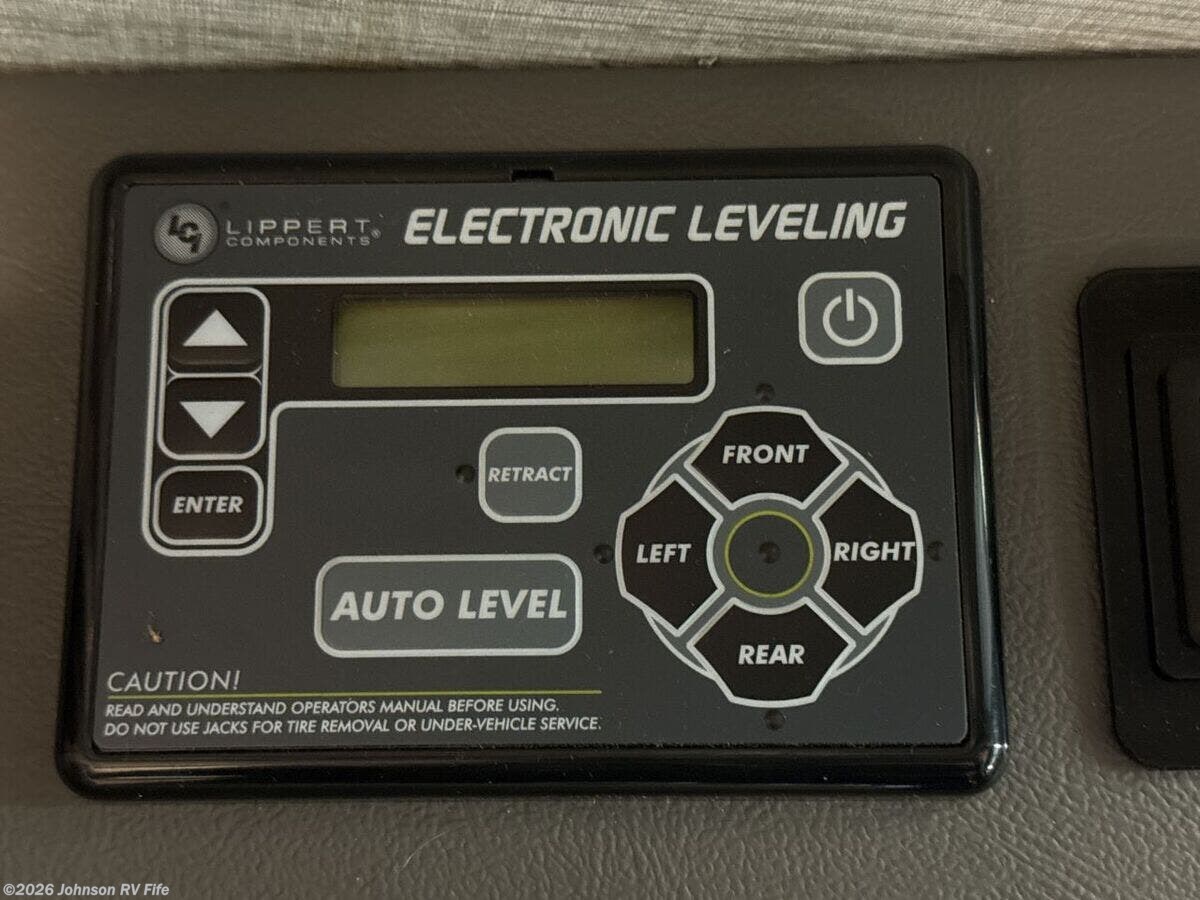 LCI LIPPERT COMPONENTS® ELECTRONIC LEVELING
ENTER
RETRACT
AUTO LEVEL
FRONT
LEFT
RIGHT
REAR
CAUTION!
READ AND UNDERSTAND OPERATORS MANUAL BEFORE USING.
DO NOT USE JACKS FOR TIRE REMOVAL OR UNDER-VEHICLE SERVICE.
©2026 Johnson RV Fife